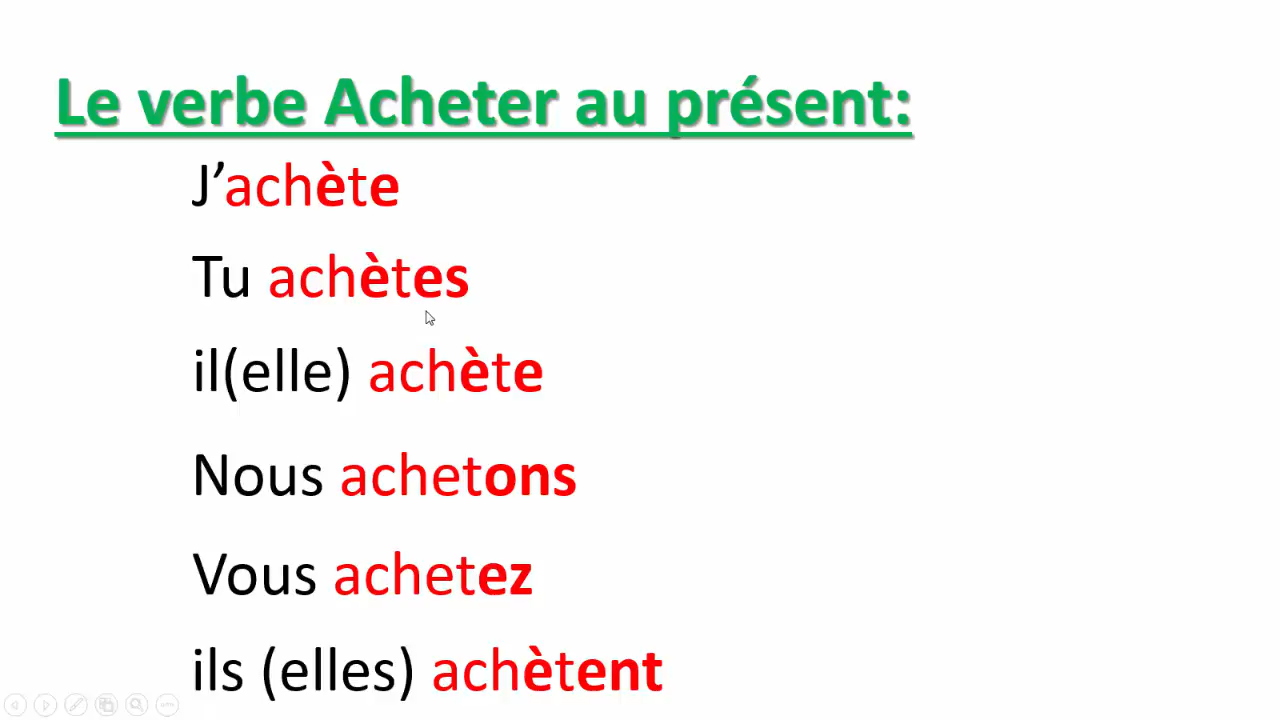 Le verbe Acheter au présent:
J’achète
Tu achètes
il(elle) achète
Nous achetons
Vous achetez
ils (elles) achètent